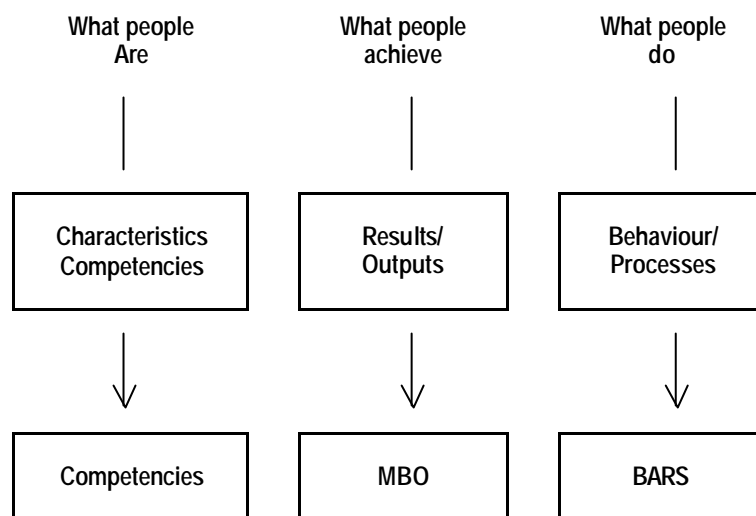 What people
Are
What people
achieve
What people
do
Characteristics
Competencies
Results/
Outputs
Behaviour/
Processes
Competencies
MBO
BARS